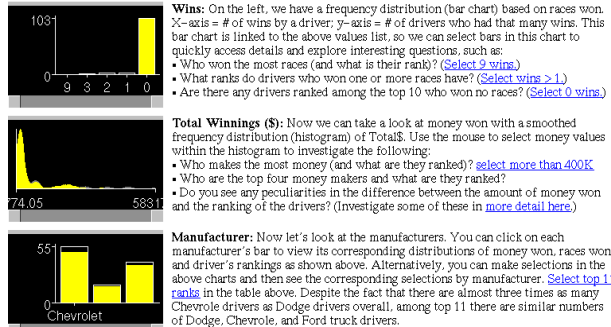 Wins: On the left, we have a frequency distribution (bar chart) based on races won.
X-axis = # of wins by a driver; y-axis = # of drivers who had that many wins. This
bar chart is linked to the above values list, so we can select bars in this chart to
quickly access details and explore interesting questions, such as:
▪ Who won the most races (and what is their rank)? (Select 9 wins.)
▪ What ranks do drivers who won one or more races have? (Select wins > 1.)
▪ Are there any drivers ranked among the top 10 who won no races? (Select 0 wins.)
103
0
9 3 2 1 0
Total Winnings ($): Now we can take a look at money won with a smoothed
frequency distribution (histogram) of Total$. Use the mouse to select money values
within the histogram to investigate the following:
▪ Who makes the most money (and what are they ranked)? select more than 400K
▪ Who are the top four money makers and what are they ranked?
▪ Do you see any peculiarities in the difference between the amount of money won
and the ranking of the drivers? (Investigate some of these in more detail here.)
774.05 5831
Manufacturer: Now let's look at the manufacturers. You can click on each
manufacturer's bar to view its corresponding distributions of money won, races won
and driver's rankings as shown above. Alternatively, you can make selections in the
above charts and then see the corresponding selections by manufacturer. Select top 11
ranks in the table above. Despite the fact that there are almost three times as many
Chevrole drivers as Dodge drivers overall, among top 11 there are similar numbers
of Dodge, Chevrole, and Ford truck drivers.
55
0
Chevrolet